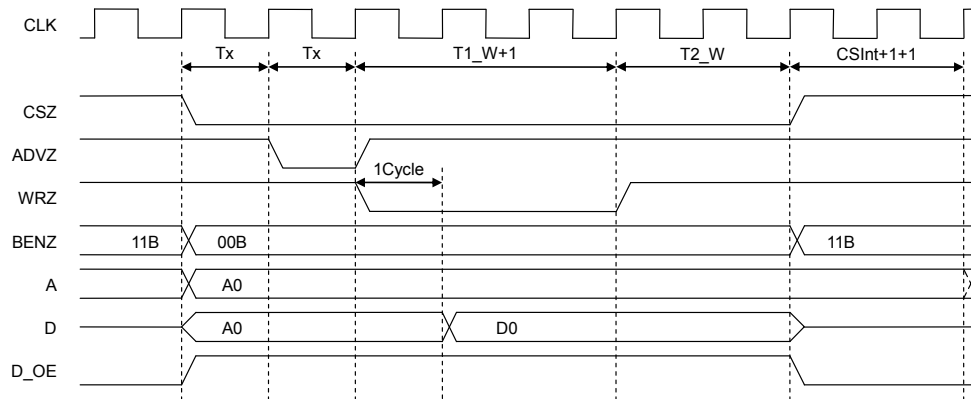 CLK
Tx Tx T1_W+1 T2_W CSInt+1+1
CSZ
ADVZ
1Cycle
WRZ
BENZ 11B 00B 11B
A A0
D A0 D0
D_OE